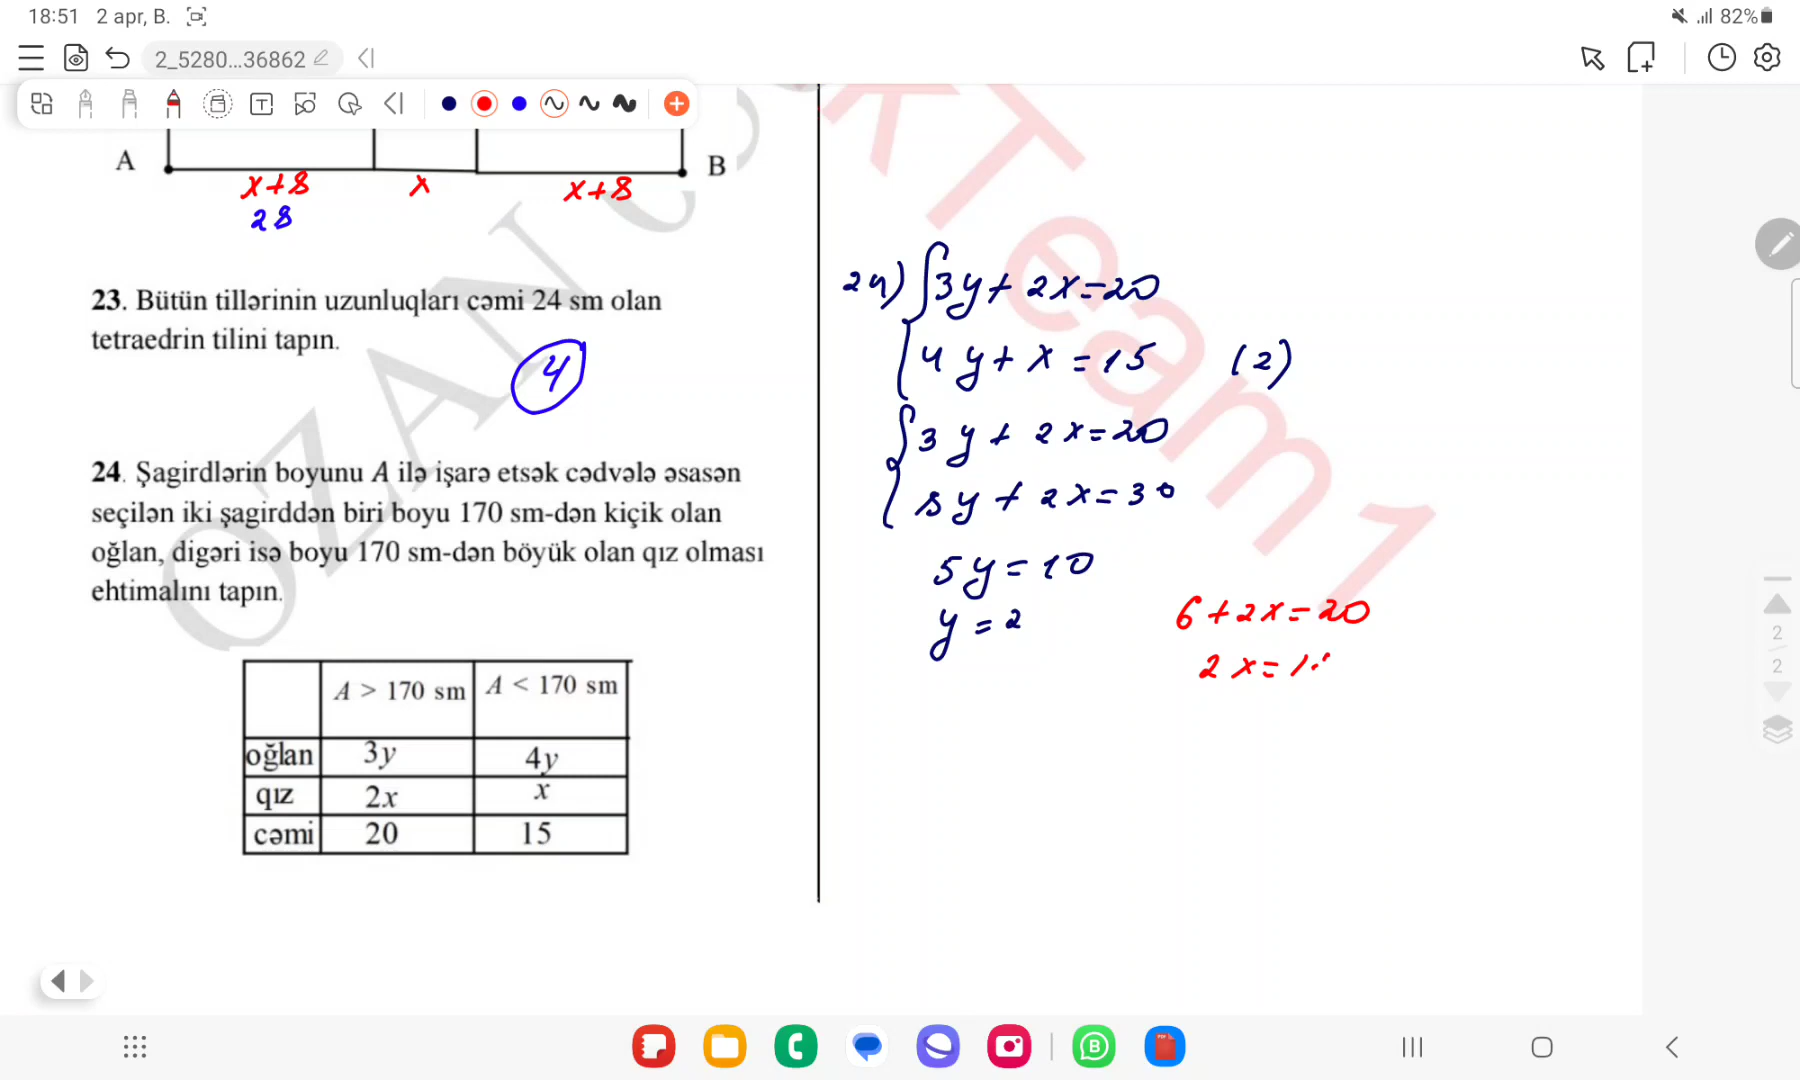 18:51 2 apr, B. 82%
2_5280...36862
A B
x+8 x x+8
28
23. Bütün tillərinin uzunluqları cəmi 24 sm olan
tetraedrin tilini tapın.
4
24. Şagirdlərin boyunu A ilə işarə etsək cədvələ əsasən
seçilən iki şagirddən biri boyu 170 sm-dən kiçik olan
oğlan, digəri isə boyu 170 sm-dən böyük olan qız olması
ehtimalını tapın.
A > 170 sm A < 170 sm
oğlan 3y 4y
qız 2x x
cəmi 20 15
24) 3y+2x=20
4y+x=15 (2)
3y+2x=20
8y+2x=30
5y=10
y=2
6+2x=20
2x=1
OZAN
kTeam1
2
2